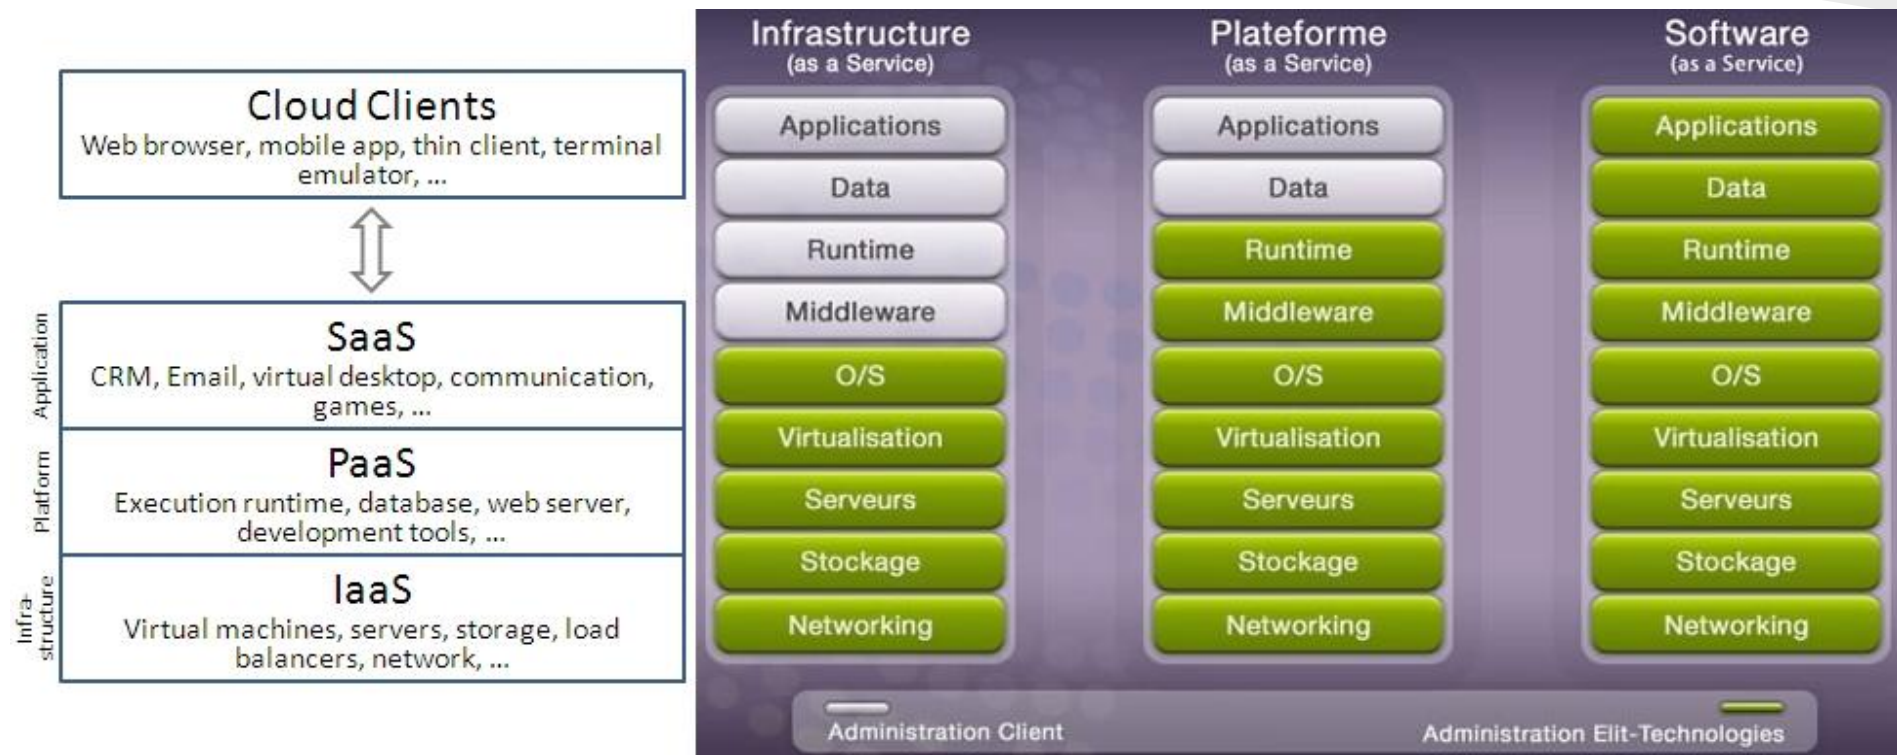 Cloud Clients
Web browser, mobile app, thin client, terminal
emulator, ...
Application
SaaS
CRM, Email, virtual desktop, communication,
games, ...
Platform
PaaS
Execution runtime, database, web server,
development tools, ...
Infra-
structure
IaaS
Virtual machines, servers, storage, load
balancers, network, ...
Infrastructure
(as a Service)
Applications
Data
Runtime
Middleware
O/S
Virtualisation
Serveurs
Stockage
Networking
Plateforme
(as a Service)
Applications
Data
Runtime
Middleware
O/S
Virtualisation
Serveurs
Stockage
Networking
Software
(as a Service)
Applications
Data
Runtime
Middleware
O/S
Virtualisation
Serveurs
Stockage
Networking
Administration Client
Administration Elit-Technologies